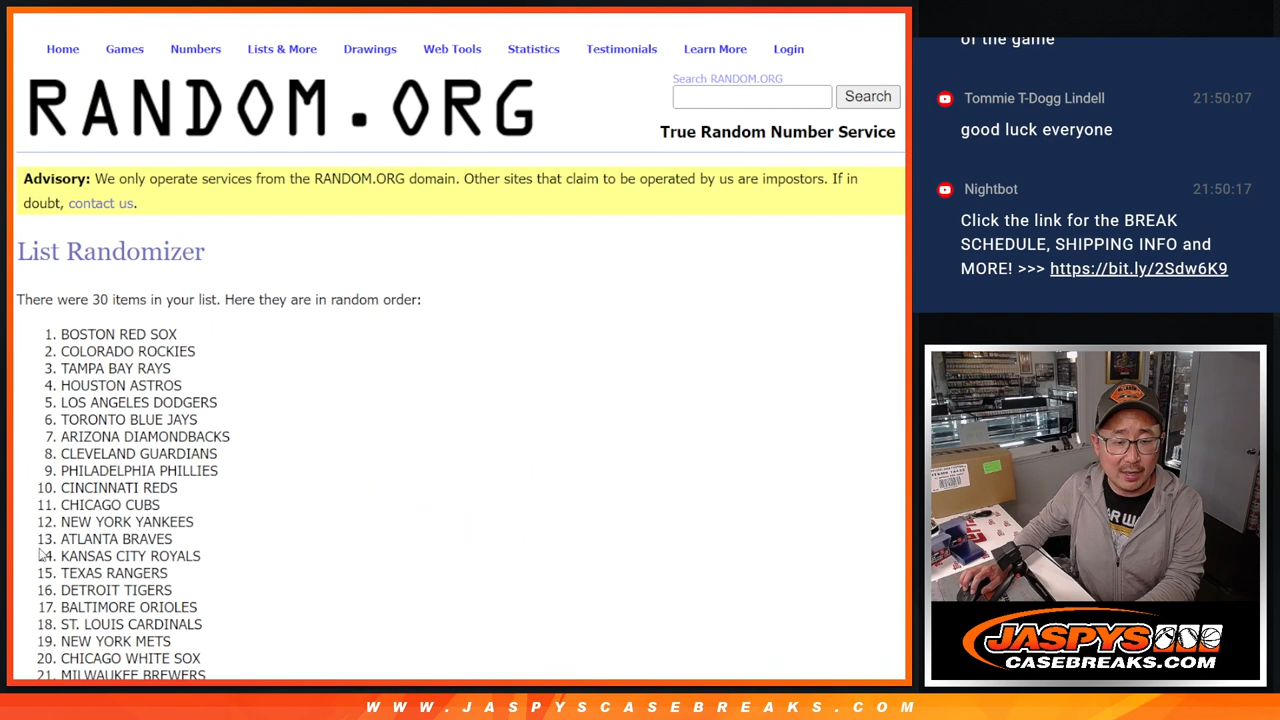 Home Games Numbers Lists & More Drawings Web Tools Statistics Testimonials Learn More Login
RANDOM.ORG
Search RANDOM.ORG
Search
True Random Number Service
Advisory: We only operate services from the RANDOM.ORG domain. Other sites that claim to be operated by us are impostors. If in
doubt, contact us.
List Randomizer
There were 30 items in your list. Here they are in random order:
1. BOSTON RED SOX
2. COLORADO ROCKIES
3. TAMPA BAY RAYS
4. HOUSTON ASTROS
5. LOS ANGELES DODGERS
6. TORONTO BLUE JAYS
7. ARIZONA DIAMONDBACKS
8. CLEVELAND GUARDIANS
9. PHILADELPHIA PHILLIES
10. CINCINNATI REDS
11. CHICAGO CUBS
12. NEW YORK YANKEES
13. ATLANTA BRAVES
14. KANSAS CITY ROYALS
15. TEXAS RANGERS
16. DETROIT TIGERS
17. BALTIMORE ORIOLES
18. ST. LOUIS CARDINALS
19. NEW YORK METS
20. CHICAGO WHITE SOX
21. MILWAUKEE BREWERS
of the game
Tommie T-Dogg Lindell 21:50:07
good luck everyone
Nightbot 21:50:17
Click the link for the BREAK
SCHEDULE, SHIPPING INFO and
MORE! >>> https://bit.ly/2Sdw6K9
JASPYS
CASEBREAKS.COM
WWW.JASPYSCASEBREAKS.COM